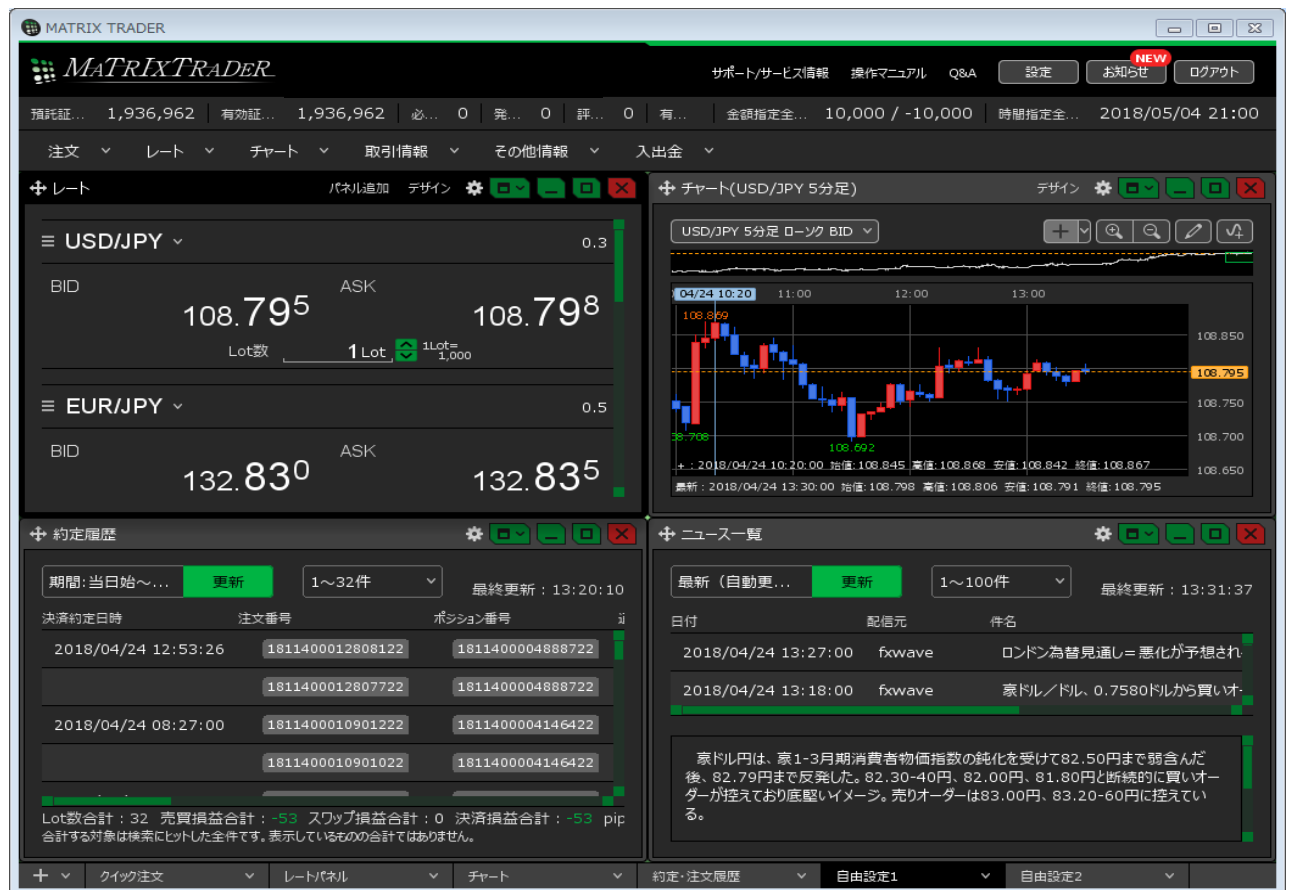 MATRIX TRADER
MATRIXTRADER
サポート/サービス情報 操作マニュアル Q&A 設定 お知らせ NEW ログアウト
預託証... 1,936,962 有効証... 1,936,962 必... 0 発... 0 評... 0 有... 金額指定全... 10,000 / -10,000 時間指定全... 2018/05/04 21:00
注文 レート チャート 取引情報 その他情報 入出金
レート パネル追加 デザイン
USD/JPY 0.3
BID ASK
108.795 108.798
Lot数 1 Lot 1Lot=1,000
EUR/JPY 0.5
BID ASK
132.830 132.835
チャート(USD/JPY 5分足) デザイン
USD/JPY 5分足 ローソク BID
04/24 10:20 11:00 12:00 13:00
108.869
108.850
108.795
108.750
108.700
108.650
108.692
+ : 2018/04/24 10:20:00 始値:108.845 高値:108.868 安値:108.842 終値:108.867
最新 : 2018/04/24 13:30:00 始値:108.798 高値:108.806 安値:108.791 終値:108.795
約定履歴
期間:当日始～... 更新 1～32件 最終更新 : 13:20:10
決済約定日時 注文番号 ポジション番号
2018/04/24 12:53:26 1811400012808122 1811400004888722
1811400012807722 1811400004888722
2018/04/24 08:27:00 1811400010901222 1811400004146422
1811400010901022 1811400004146422
Lot数合計 : 32 売買損益合計 : -53 スワップ損益合計 : 0 決済損益合計 : -53 pip
合計する対象は検索にヒットした全件です。表示しているものの合計ではありません。
ニュース一覧
最新（自動更... 更新 1～100件 最終更新 : 13:31:37
日付 配信元 件名
2018/04/24 13:27:00 fxwave ロンドン為替見通し＝悪化が予想され
2018/04/24 13:18:00 fxwave 豪ドル／ドル、0.7580ドルから買いオ
豪ドル円は、豪1-3月期消費者物価指数の鈍化を受けて82.50円まで弱含んだ
後、82.79円まで反発した。82.30-40円、82.00円、81.80円と断続的に買いオー
ダーが控えており底堅いイメージ。売りオーダーは83.00円、83.20-60円に控えてい
る。
クイック注文 レートパネル チャート 約定・注文履歴 自由設定1 自由設定2